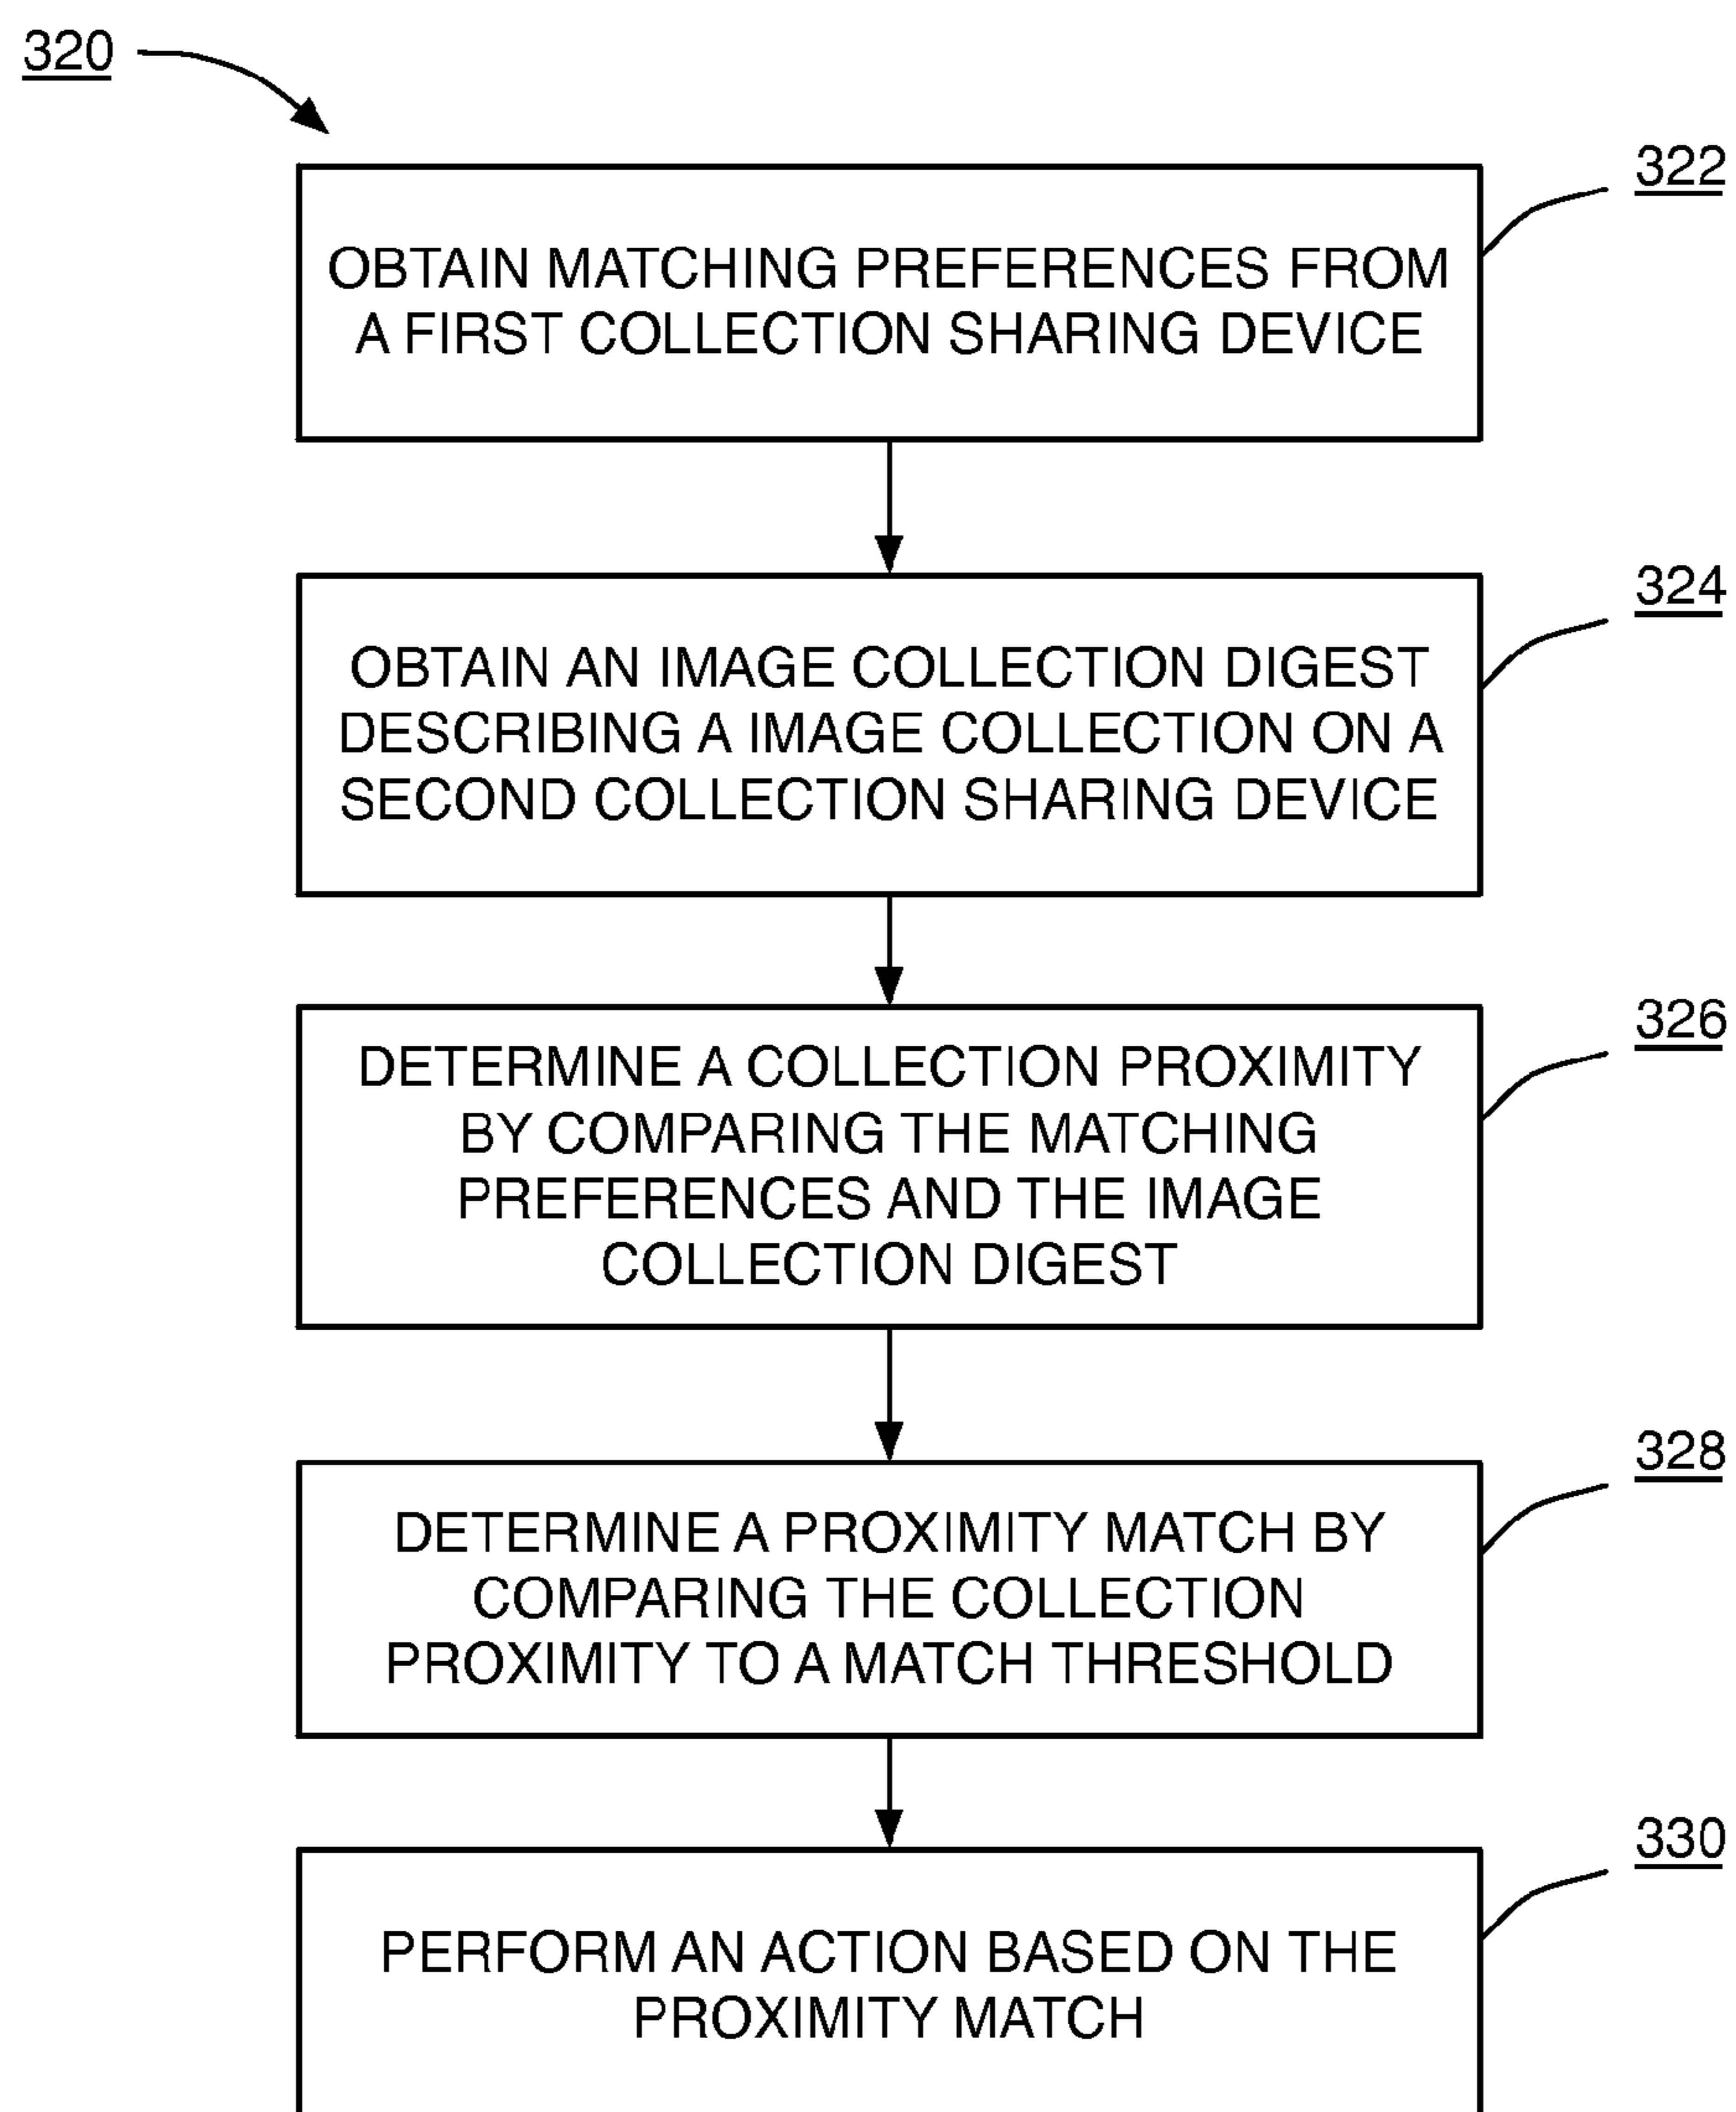 320
322
OBTAIN MATCHING PREFERENCES FROM
A FIRST COLLECTION SHARING DEVICE
324
OBTAIN AN IMAGE COLLECTION DIGEST
DESCRIBING A IMAGE COLLECTION ON A
SECOND COLLECTION SHARING DEVICE
326
DETERMINE A COLLECTION PROXIMITY
BY COMPARING THE MATCHING
PREFERENCES AND THE IMAGE
COLLECTION DIGEST
328
DETERMINE A PROXIMITY MATCH BY
COMPARING THE COLLECTION
PROXIMITY TO A MATCH THRESHOLD
330
PERFORM AN ACTION BASED ON THE
PROXIMITY MATCH